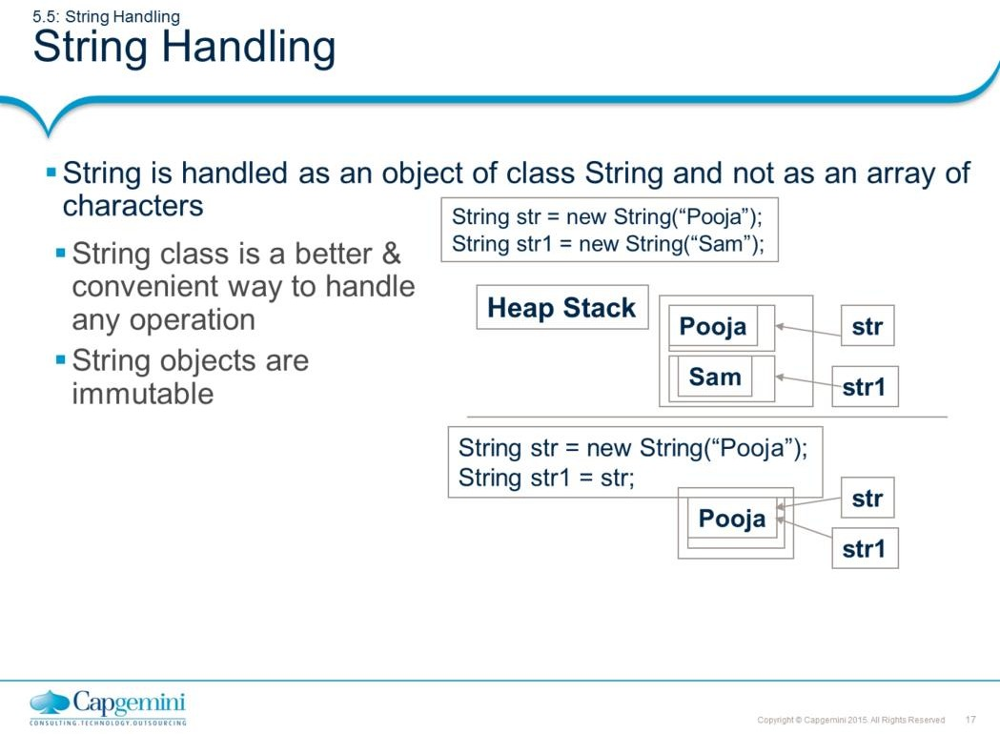 5.5: String Handling
String Handling
▪ String is handled as an object of class String and not as an array of
characters
String str = new String(“Pooja”);
String str1 = new String(“Sam”);
▪ String class is a better &
convenient way to handle
any operation
▪ String objects are
immutable
Heap Stack
Pooja
str
Sam
str1
String str = new String(“Pooja”);
String str1 = str;
str
Pooja
str1
Capgemini
CONSULTING.TECHNOLOGY.OUTSOURCING
Copyright © Capgemini 2015. All Rights Reserved 17